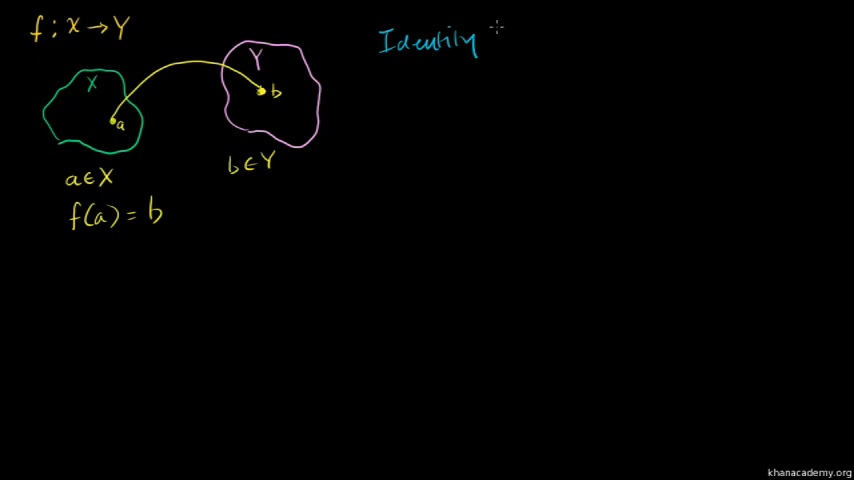 f : X → Y
Identity
X
Y
a
b
a ∈ X
b ∈ Y
f(a) = b
khanacademy.org